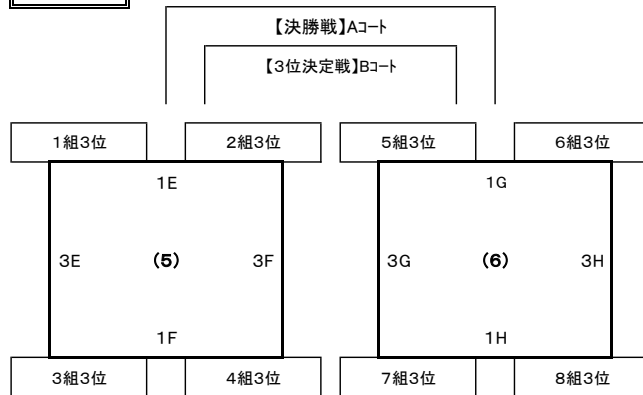 【決勝戦】Aコート
【3位決定戦】Bコート
1組3位 2組3位 5組3位 6組3位
1E 1G
3E (5) 3F 3G (6) 3H
1F 1H
3組3位 4組3位 7組3位 8組3位